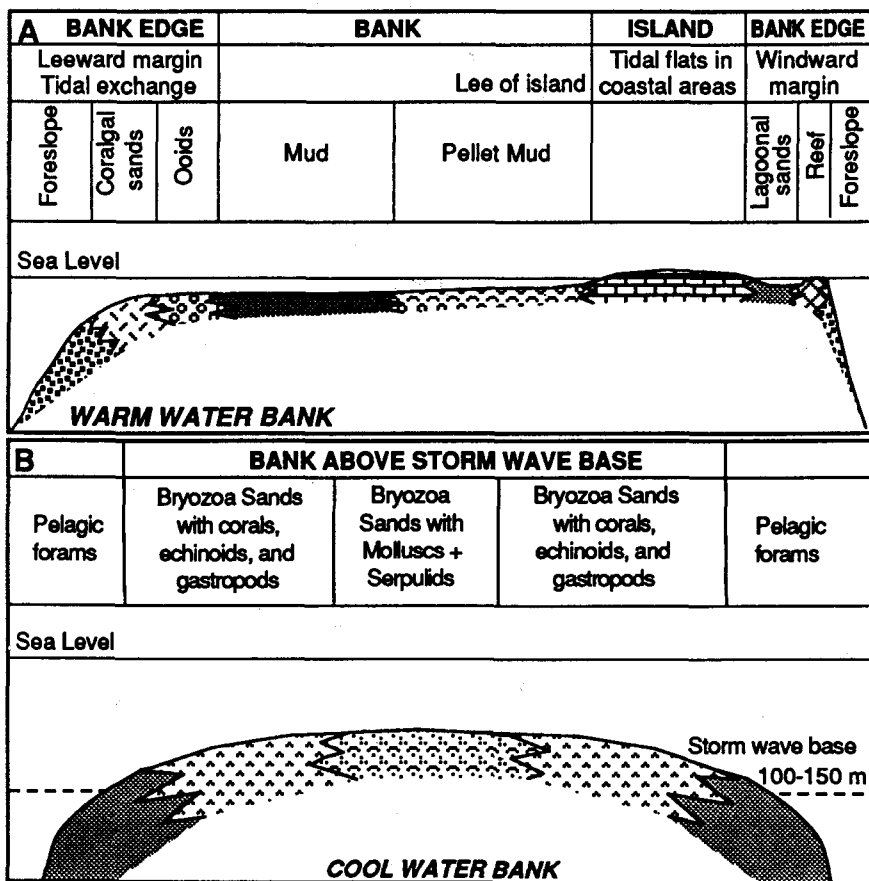 A
BANK EDGE
BANK
ISLAND
BANK EDGE
Leeward margin
Tidal exchange
Lee of island
Tidal flats in
coastal areas
Windward
margin
Foreslope
Coralgal
sands
Ooids
Mud
Pellet Mud
Lagoonal
sands
Reef
Foreslope
Sea Level
WARM WATER BANK
B
BANK ABOVE STORM WAVE BASE
Pelagic
forams
Bryozoa Sands
with corals,
echinoids, and
gastropods
Bryozoa
Sands with
Molluscs +
Serpulids
Bryozoa Sands
with corals,
echinoids, and
gastropods
Pelagic
forams
Sea Level
Storm wave base
100-150 m
COOL WATER BANK